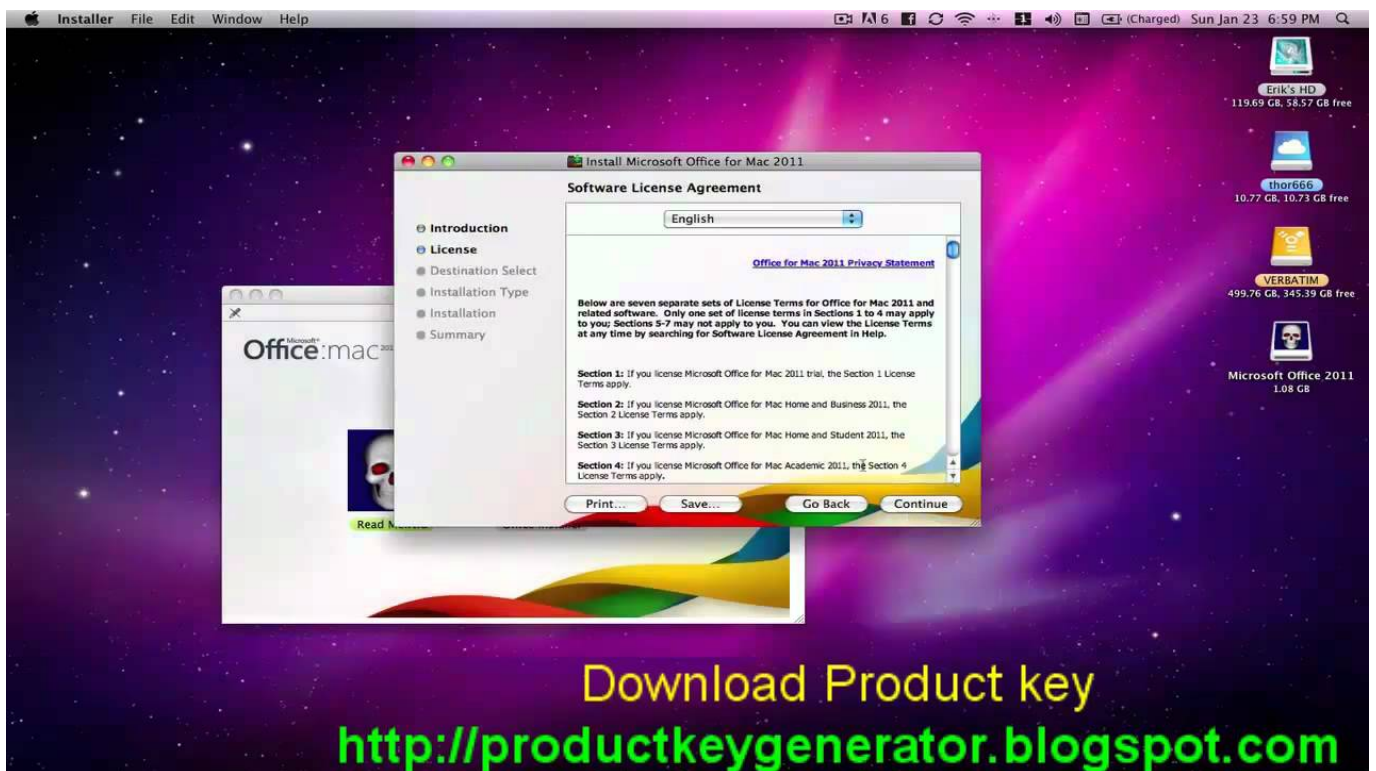 Installer File Edit Window Help
6 1 (Charged) Sun Jan 23 6:59 PM
Erik's HD
119.69 GB, 58.57 GB free
thor666
10.77 GB, 10.73 GB free
VERBATIM
499.76 GB, 345.39 GB free
Microsoft Office 2011
1.08 GB
Install Microsoft Office for Mac 2011
Software License Agreement
Introduction
License
Destination Select
Installation Type
Installation
Summary
English
Office for Mac 2011 Privacy Statement
Below are seven separate sets of License Terms for Office for Mac 2011 and
related software. Only one set of license terms in Sections 1 to 4 may apply
to you; Sections 5-7 may not apply to you. You can view the License Terms
at any time by searching for Software License Agreement in Help.
Section 1: If you license Microsoft Office for Mac 2011 trial, the Section 1 License
Terms apply.
Section 2: If you license Microsoft Office for Mac Home and Business 2011, the
Section 2 License Terms apply.
Section 3: If you license Microsoft Office for Mac Home and Student 2011, the
Section 3 License Terms apply.
Section 4: If you license Microsoft Office for Mac Academic 2011, the Section 4
License Terms apply.
Print... Save... Go Back Continue
Microsoft
Office:mac 2011
Read
Download Product key
http://productkeygenerator.blogspot.com